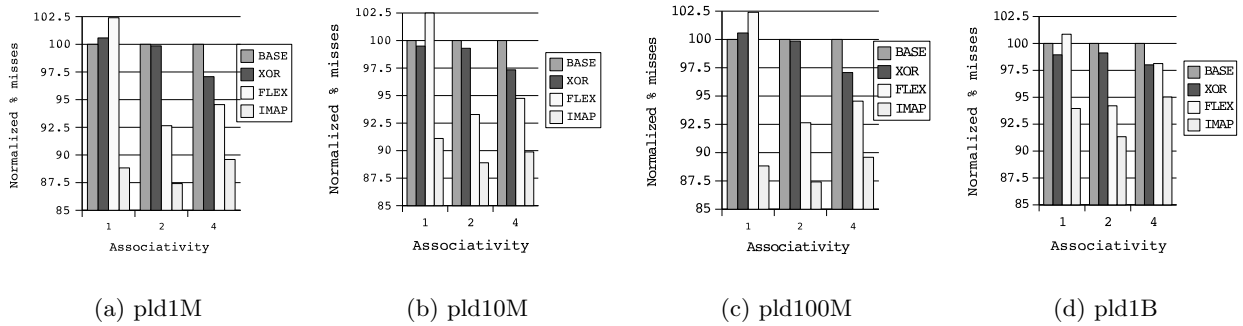 102.5
100
97.5
95
92.5
90
87.5
85
Normalized % misses
1
2
4
Associativity
BASE
XOR
FLEX
IMAP
(a) pld1M
102.5
100
97.5
95
92.5
90
87.5
85
Normalized % misses
1
2
4
Associativity
BASE
XOR
FLEX
IMAP
(b) pld10M
102.5
100
97.5
95
92.5
90
87.5
85
Normalized % misses
1
2
4
Associativity
BASE
XOR
FLEX
IMAP
(c) pld100M
102.5
100
97.5
95
92.5
90
87.5
85
Normalized % misses
1
2
4
Associativity
BASE
XOR
FLEX
IMAP
(d) pld1B